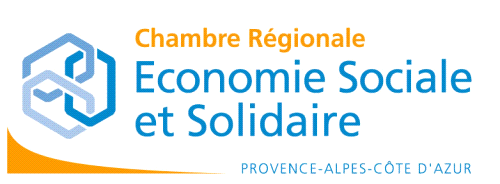 Chambre Régionale
Economie Sociale
et Solidaire
PROVENCE-ALPES-CÔTE D'AZUR